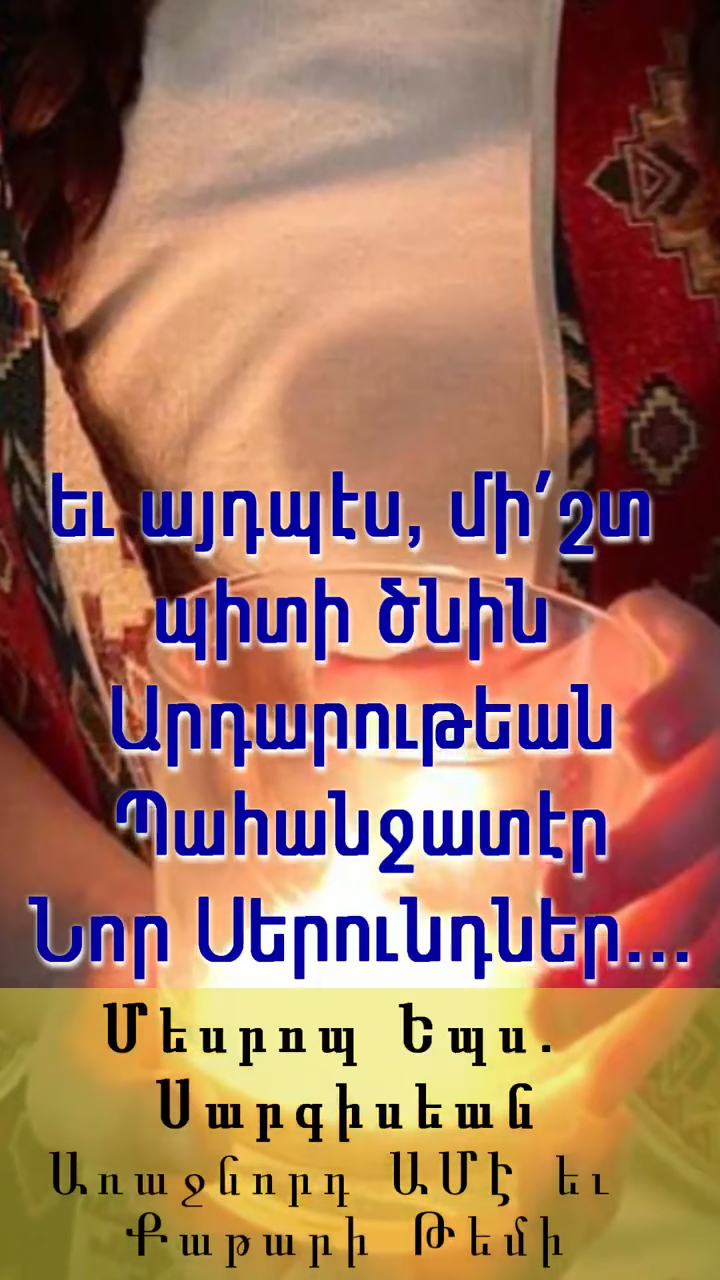 եւ այդպէս, մի՛շտ
պիտի ծնին
Արդարութեան
Պահանջատէր
Նոր Սերունդներ...
Մեսրոպ Եպս.
Սարգիսեան
Առաջնորդ ԱՄԷ եւ
Քաթարի Թեմի